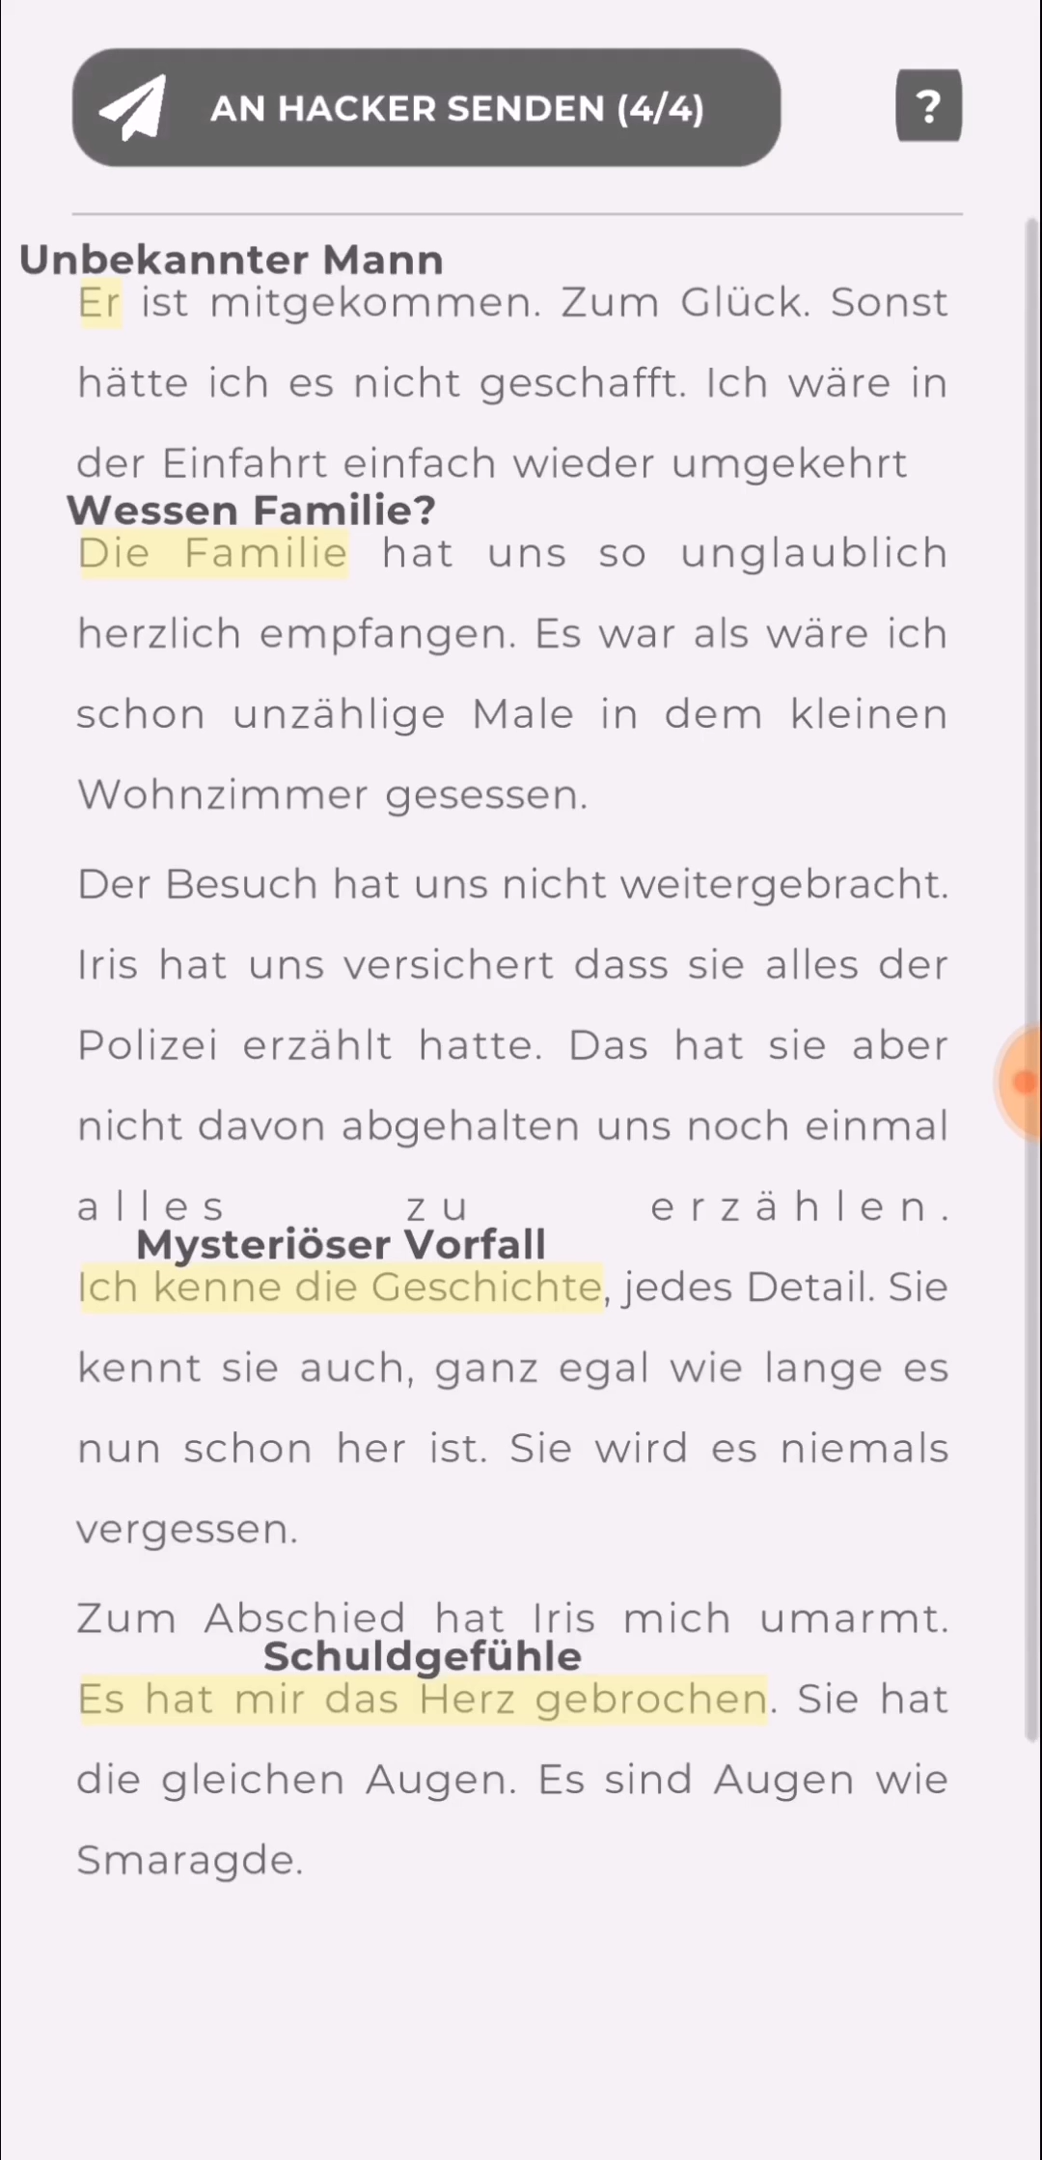 AN HACKER SENDEN (4/4)
?
Unbekannter Mann
Er ist mitgekommen. Zum Glück. Sonst
hätte ich es nicht geschafft. Ich wäre in
der Einfahrt einfach wieder umgekehrt
Wessen Familie?
Die Familie hat uns so unglaublich
herzlich empfangen. Es war als wäre ich
schon unzählige Male in dem kleinen
Wohnzimmer gesessen.
Der Besuch hat uns nicht weitergebracht.
Iris hat uns versichert dass sie alles der
Polizei erzählt hatte. Das hat sie aber
nicht davon abgehalten uns noch einmal
alles zu erzählen.
Mysteriöser Vorfall
Ich kenne die Geschichte, jedes Detail. Sie
kennt sie auch, ganz egal wie lange es
nun schon her ist. Sie wird es niemals
vergessen.
Zum Abschied hat Iris mich umarmt.
Schuldgefühle
Es hat mir das Herz gebrochen. Sie hat
die gleichen Augen. Es sind Augen wie
Smaragde.